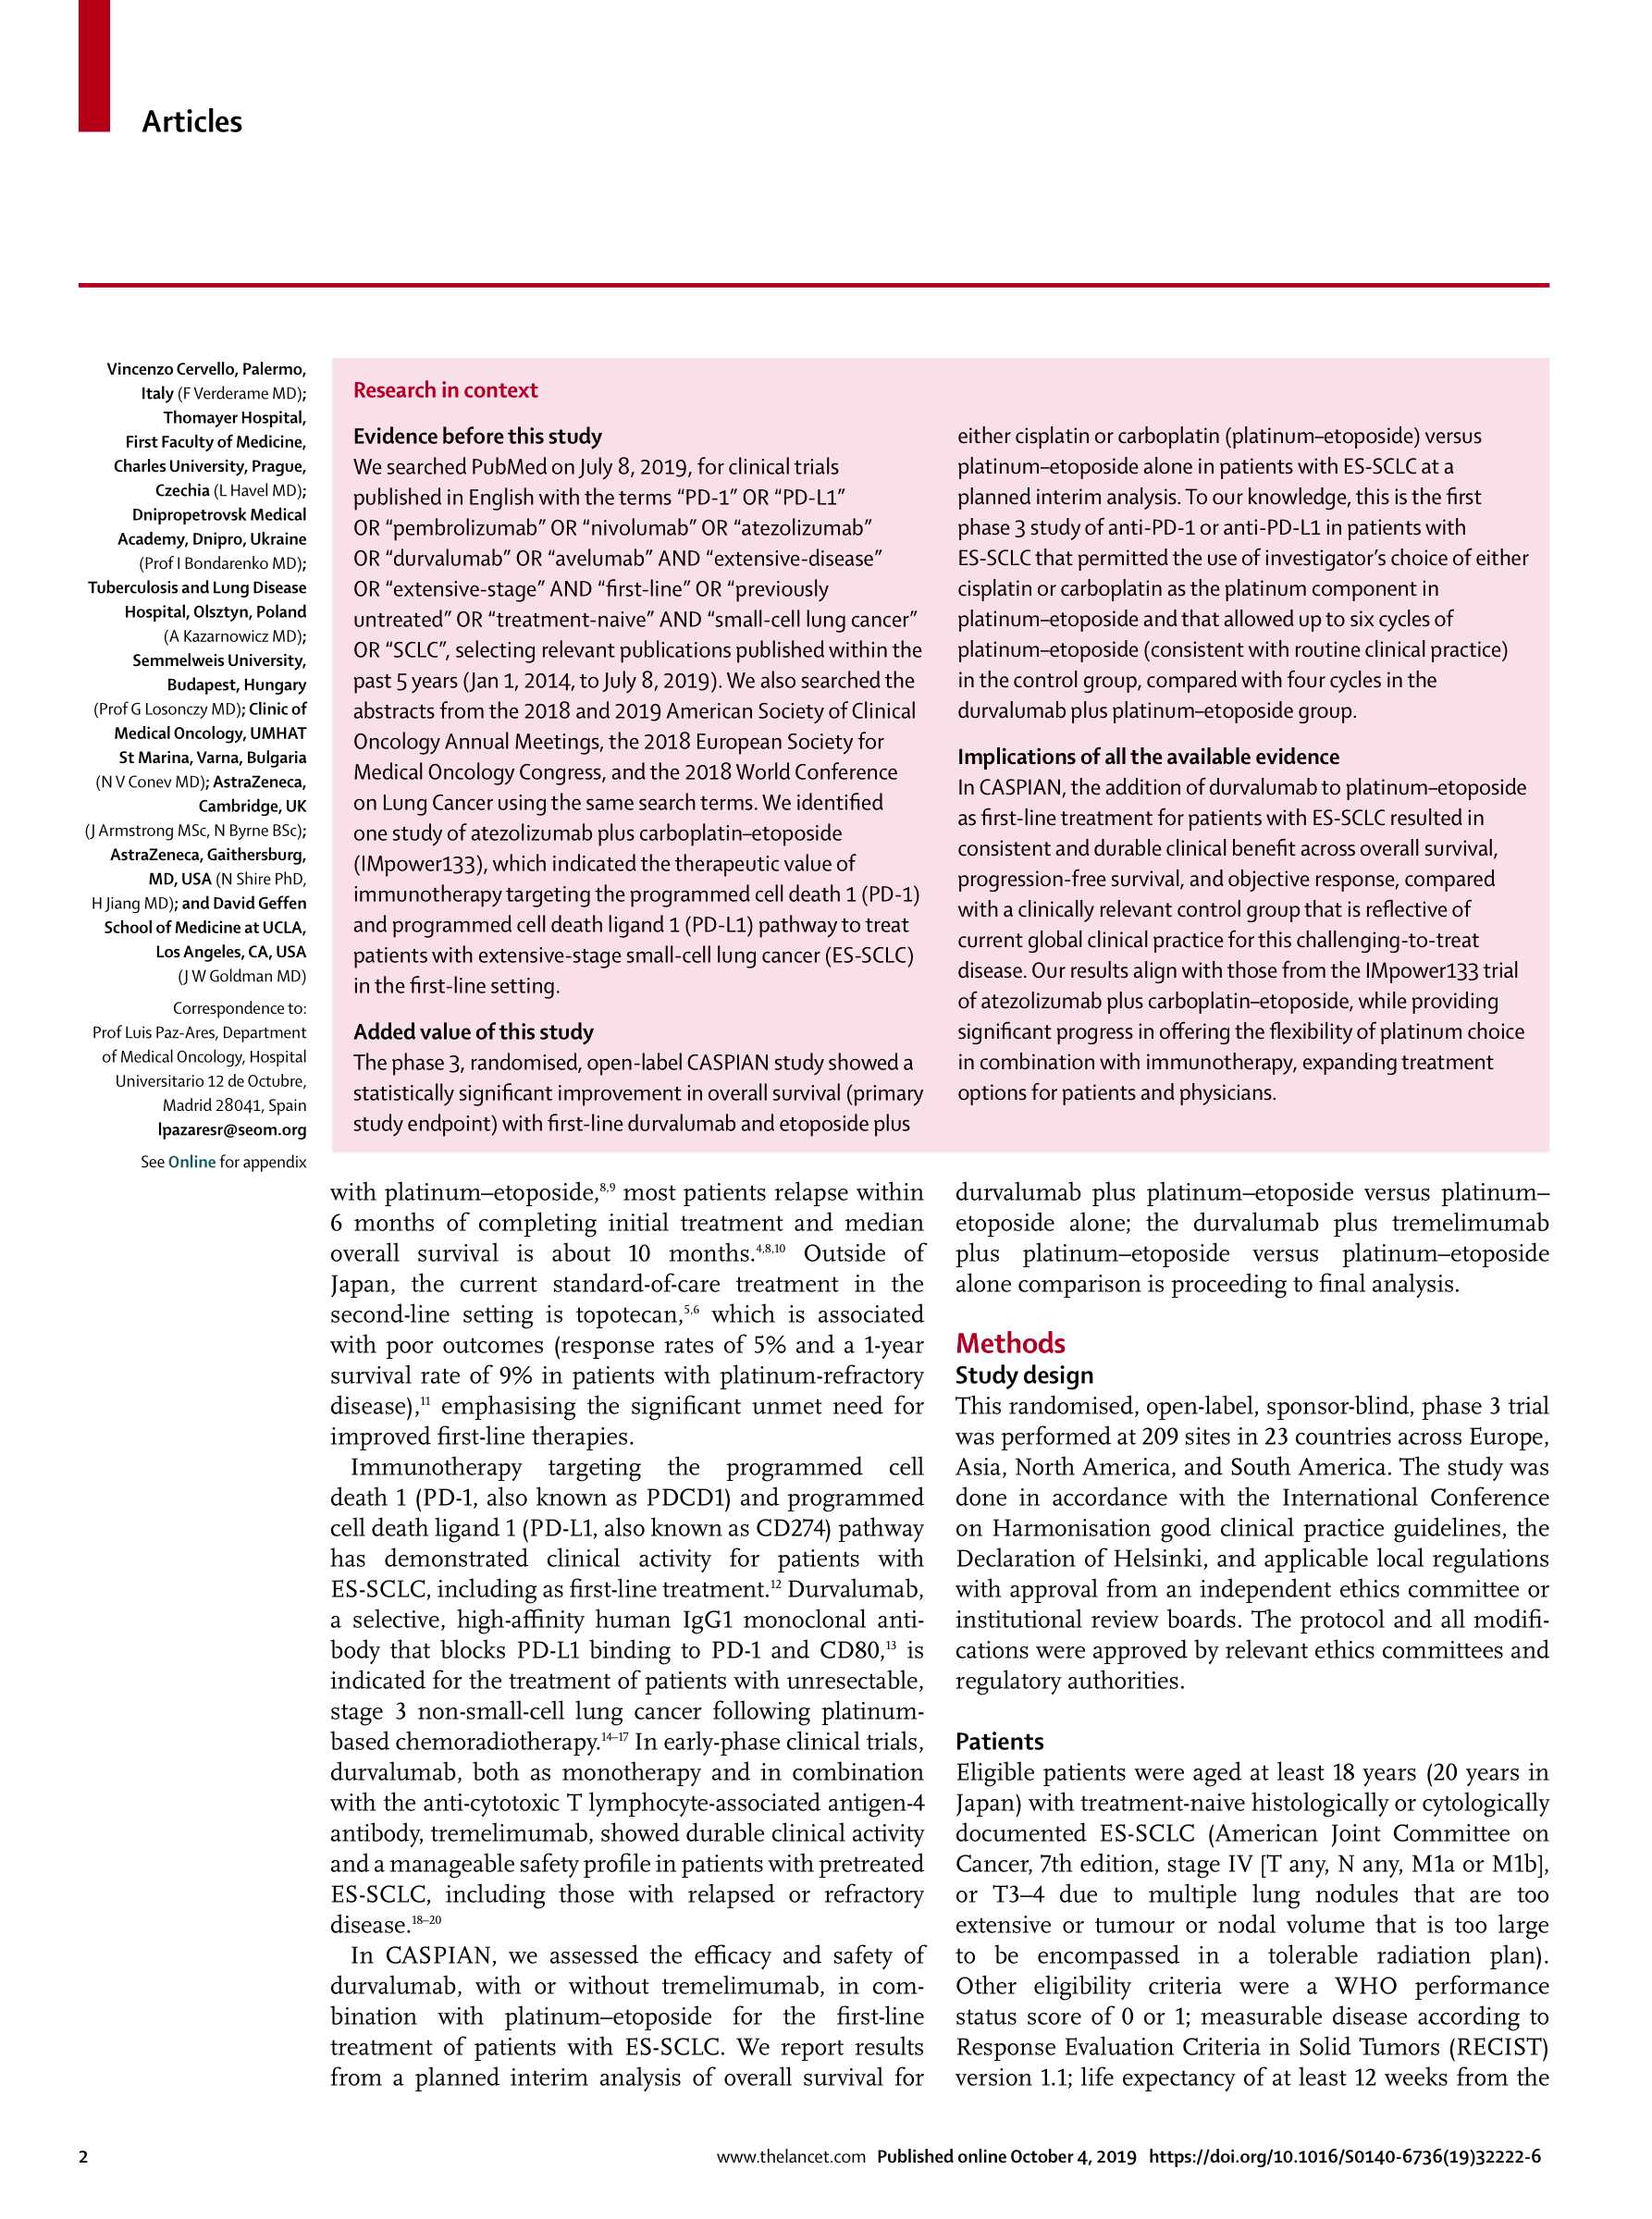 Articles
Vincenzo Cervello, Palermo,
Italy (F Verderame MD);
Thomayer Hospital,
First Faculty of Medicine,
Charles University, Prague,
Czechia (L Havel MD);
Dnipropetrovsk Medical
Academy, Dnipro, Ukraine
(Prof I Bondarenko MD);
Tuberculosis and Lung Disease
Hospital, Olsztyn, Poland
(A Kazarnowicz MD);
Semmelweis University,
Budapest, Hungary
(Prof G Losonczy MD); Clinic of
Medical Oncology, UMHAT
St Marina, Varna, Bulgaria
(N V Conev MD); AstraZeneca,
Cambridge, UK
(J Armstrong MSc, N Byrne BSc);
AstraZeneca, Gaithersburg,
MD, USA (N Shire PhD,
H Jiang MD); and David Geffen
School of Medicine at UCLA,
Los Angeles, CA, USA
(J W Goldman MD)
Correspondence to:
Prof Luis Paz-Ares, Department
of Medical Oncology, Hospital
Universitario 12 de Octubre,
Madrid 28041, Spain
lpazaresr@seom.org
See Online for appendix
Research in context
Evidence before this study
We searched PubMed on July 8, 2019, for clinical trials
published in English with the terms “PD-1” OR “PD-L1”
OR “pembrolizumab” OR “nivolumab” OR “atezolizumab”
OR “durvalumab” OR “avelumab” AND “extensive-disease”
OR “extensive-stage” AND “first-line” OR “previously
untreated” OR “treatment-naive” AND “small-cell lung cancer”
OR “SCLC”, selecting relevant publications published within the
past 5 years (Jan 1, 2014, to July 8, 2019). We also searched the
abstracts from the 2018 and 2019 American Society of Clinical
Oncology Annual Meetings, the 2018 European Society for
Medical Oncology Congress, and the 2018 World Conference
on Lung Cancer using the same search terms. We identified
one study of atezolizumab plus carboplatin–etoposide
(IMpower133), which indicated the therapeutic value of
immunotherapy targeting the programmed cell death 1 (PD-1)
and programmed cell death ligand 1 (PD-L1) pathway to treat
patients with extensive-stage small-cell lung cancer (ES-SCLC)
in the first-line setting.
Added value of this study
The phase 3, randomised, open-label CASPIAN study showed a
statistically significant improvement in overall survival (primary
study endpoint) with first-line durvalumab and etoposide plus
either cisplatin or carboplatin (platinum–etoposide) versus
platinum–etoposide alone in patients with ES-SCLC at a
planned interim analysis. To our knowledge, this is the first
phase 3 study of anti-PD-1 or anti-PD-L1 in patients with
ES-SCLC that permitted the use of investigator’s choice of either
cisplatin or carboplatin as the platinum component in
platinum–etoposide and that allowed up to six cycles of
platinum–etoposide (consistent with routine clinical practice)
in the control group, compared with four cycles in the
durvalumab plus platinum–etoposide group.
Implications of all the available evidence
In CASPIAN, the addition of durvalumab to platinum–etoposide
as first-line treatment for patients with ES-SCLC resulted in
consistent and durable clinical benefit across overall survival,
progression-free survival, and objective response, compared
with a clinically relevant control group that is reflective of
current global clinical practice for this challenging-to-treat
disease. Our results align with those from the IMpower133 trial
of atezolizumab plus carboplatin–etoposide, while providing
significant progress in offering the flexibility of platinum choice
in combination with immunotherapy, expanding treatment
options for patients and physicians.
with platinum–etoposide,8,9 most patients relapse within
6 months of completing initial treatment and median
overall survival is about 10 months.4,8,10 Outside of
Japan, the current standard-of-care treatment in the
second-line setting is topotecan,5,6 which is associated
with poor outcomes (response rates of 5% and a 1-year
survival rate of 9% in patients with platinum-refractory
disease),11 emphasising the significant unmet need for
improved first-line therapies.
Immunotherapy targeting the programmed cell
death 1 (PD-1, also known as PDCD1) and programmed
cell death ligand 1 (PD-L1, also known as CD274) pathway
has demonstrated clinical activity for patients with
ES-SCLC, including as first-line treatment.12 Durvalumab,
a selective, high-affinity human IgG1 monoclonal anti-
body that blocks PD-L1 binding to PD-1 and CD80,13 is
indicated for the treatment of patients with unresectable,
stage 3 non-small-cell lung cancer following platinum-
based chemoradiotherapy.14–17 In early-phase clinical trials,
durvalumab, both as monotherapy and in combination
with the anti-cytotoxic T lymphocyte-associated antigen-4
antibody, tremelimumab, showed durable clinical activity
and a manageable safety profile in patients with pretreated
ES-SCLC, including those with relapsed or refractory
disease.18–20
In CASPIAN, we assessed the efficacy and safety of
durvalumab, with or without tremelimumab, in com-
bination with platinum–etoposide for the first-line
treatment of patients with ES-SCLC. We report results
from a planned interim analysis of overall survival for
durvalumab plus platinum–etoposide versus platinum–
etoposide alone; the durvalumab plus tremelimumab
plus platinum–etoposide versus platinum–etoposide
alone comparison is proceeding to final analysis.
Methods
Study design
This randomised, open-label, sponsor-blind, phase 3 trial
was performed at 209 sites in 23 countries across Europe,
Asia, North America, and South America. The study was
done in accordance with the International Conference
on Harmonisation good clinical practice guidelines, the
Declaration of Helsinki, and applicable local regulations
with approval from an independent ethics committee or
institutional review boards. The protocol and all modifi-
cations were approved by relevant ethics committees and
regulatory authorities.
Patients
Eligible patients were aged at least 18 years (20 years in
Japan) with treatment-naive histologically or cytologically
documented ES-SCLC (American Joint Committee on
Cancer, 7th edition, stage IV [T any, N any, M1a or M1b],
or T3–4 due to multiple lung nodules that are too
extensive or tumour or nodal volume that is too large
to be encompassed in a tolerable radiation plan).
Other eligibility criteria were a WHO performance
status score of 0 or 1; measurable disease according to
Response Evaluation Criteria in Solid Tumors (RECIST)
version 1.1; life expectancy of at least 12 weeks from the
2
www.thelancet.com Published online October 4, 2019 https://doi.org/10.1016/S0140-6736(19)32222-6